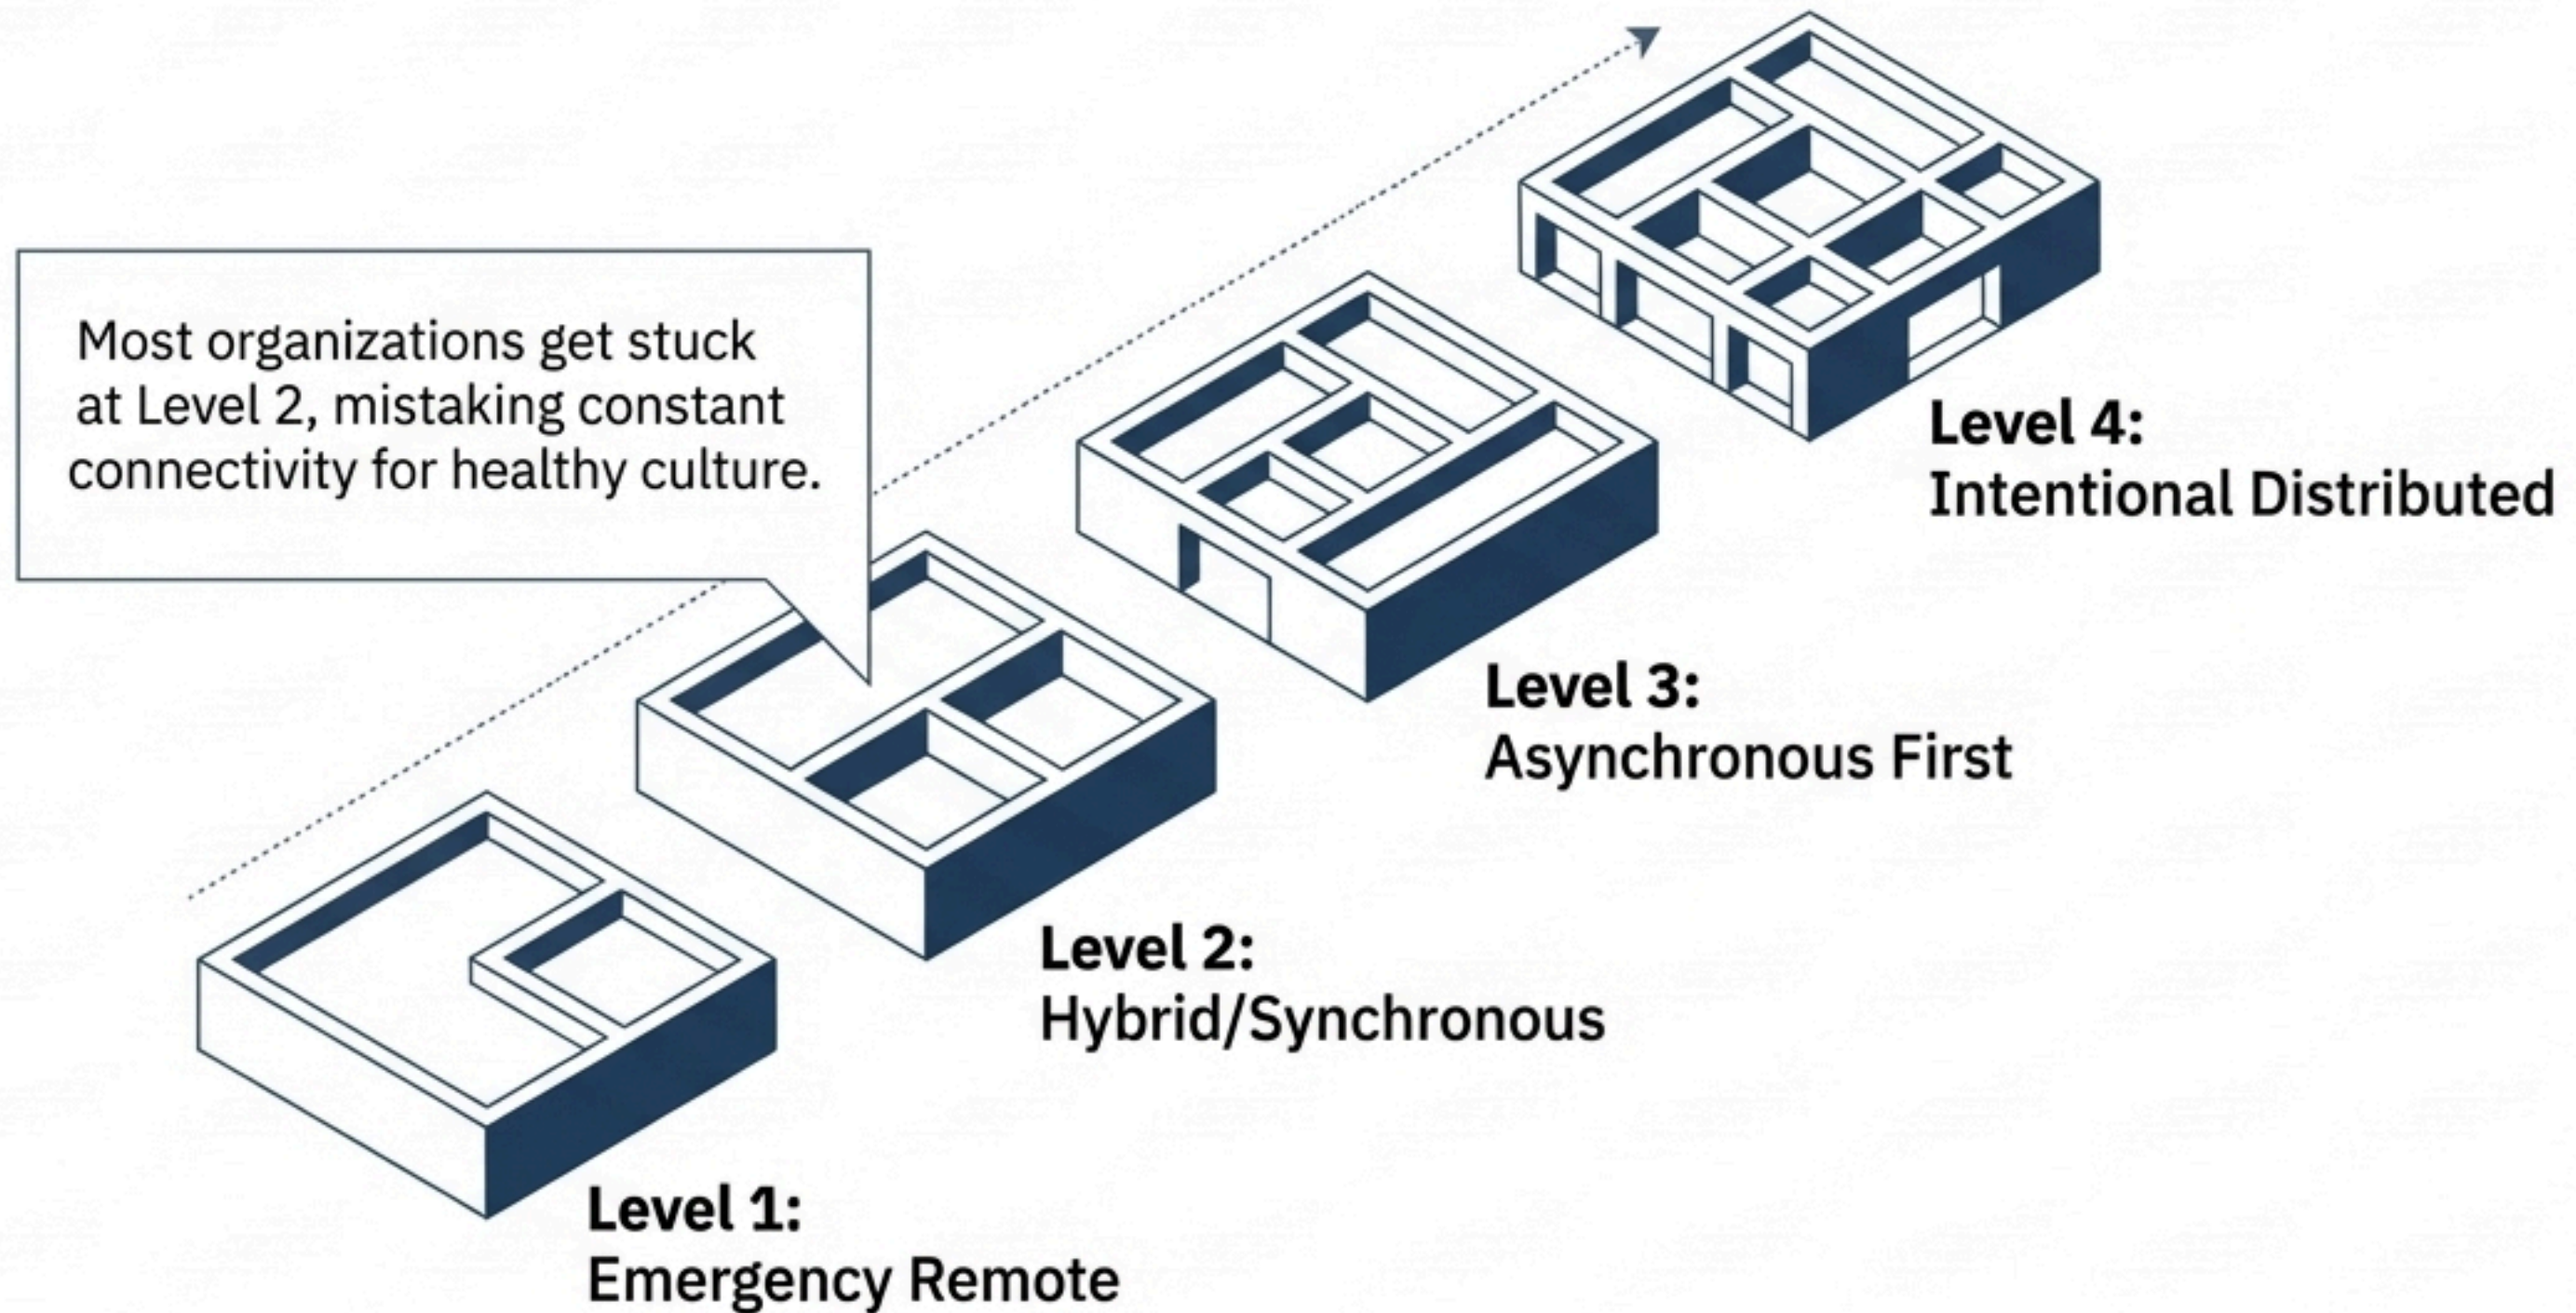 Most organizations get stuck
at Level 2, mistaking constant
connectivity for healthy culture.
Level 4:
Intentional Distributed
Level 3:
Asynchronous First
Level 2:
Hybrid/Synchronous
Level 1:
Emergency Remote